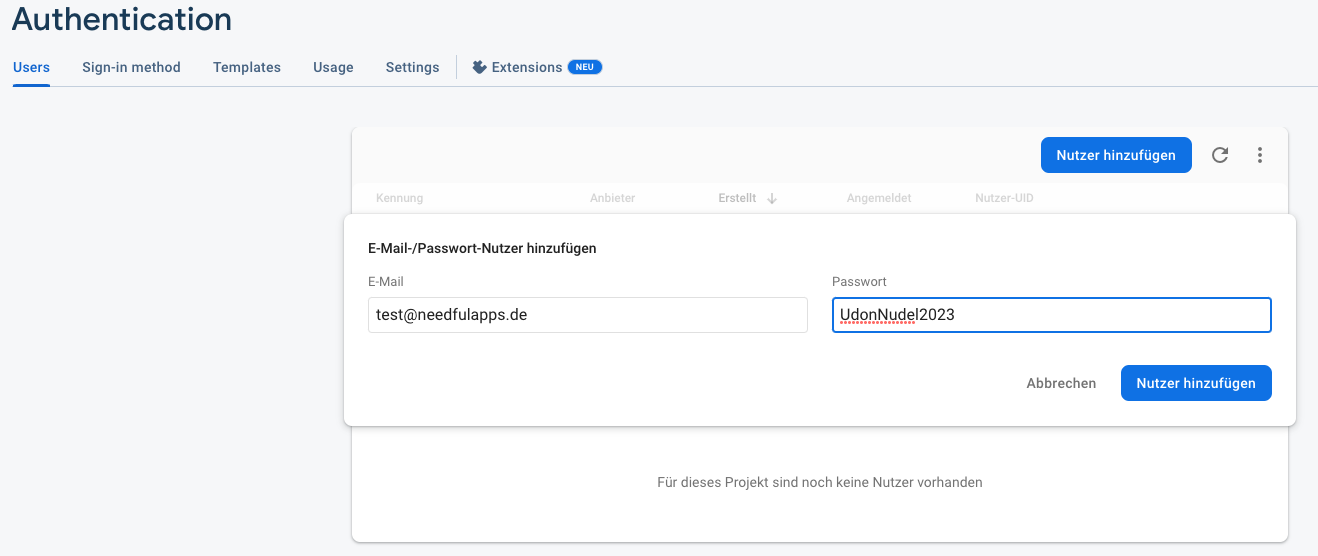 Authentication
Users Sign-in method Templates Usage Settings Extensions NEU
Nutzer hinzufügen
Kennung Anbieter Erstellt Angemeldet Nutzer-UID
E-Mail-/Passwort-Nutzer hinzufügen
E-Mail Passwort
test@needfulapps.de UdonNudel2023
Abbrechen Nutzer hinzufügen
Für dieses Projekt sind noch keine Nutzer vorhanden